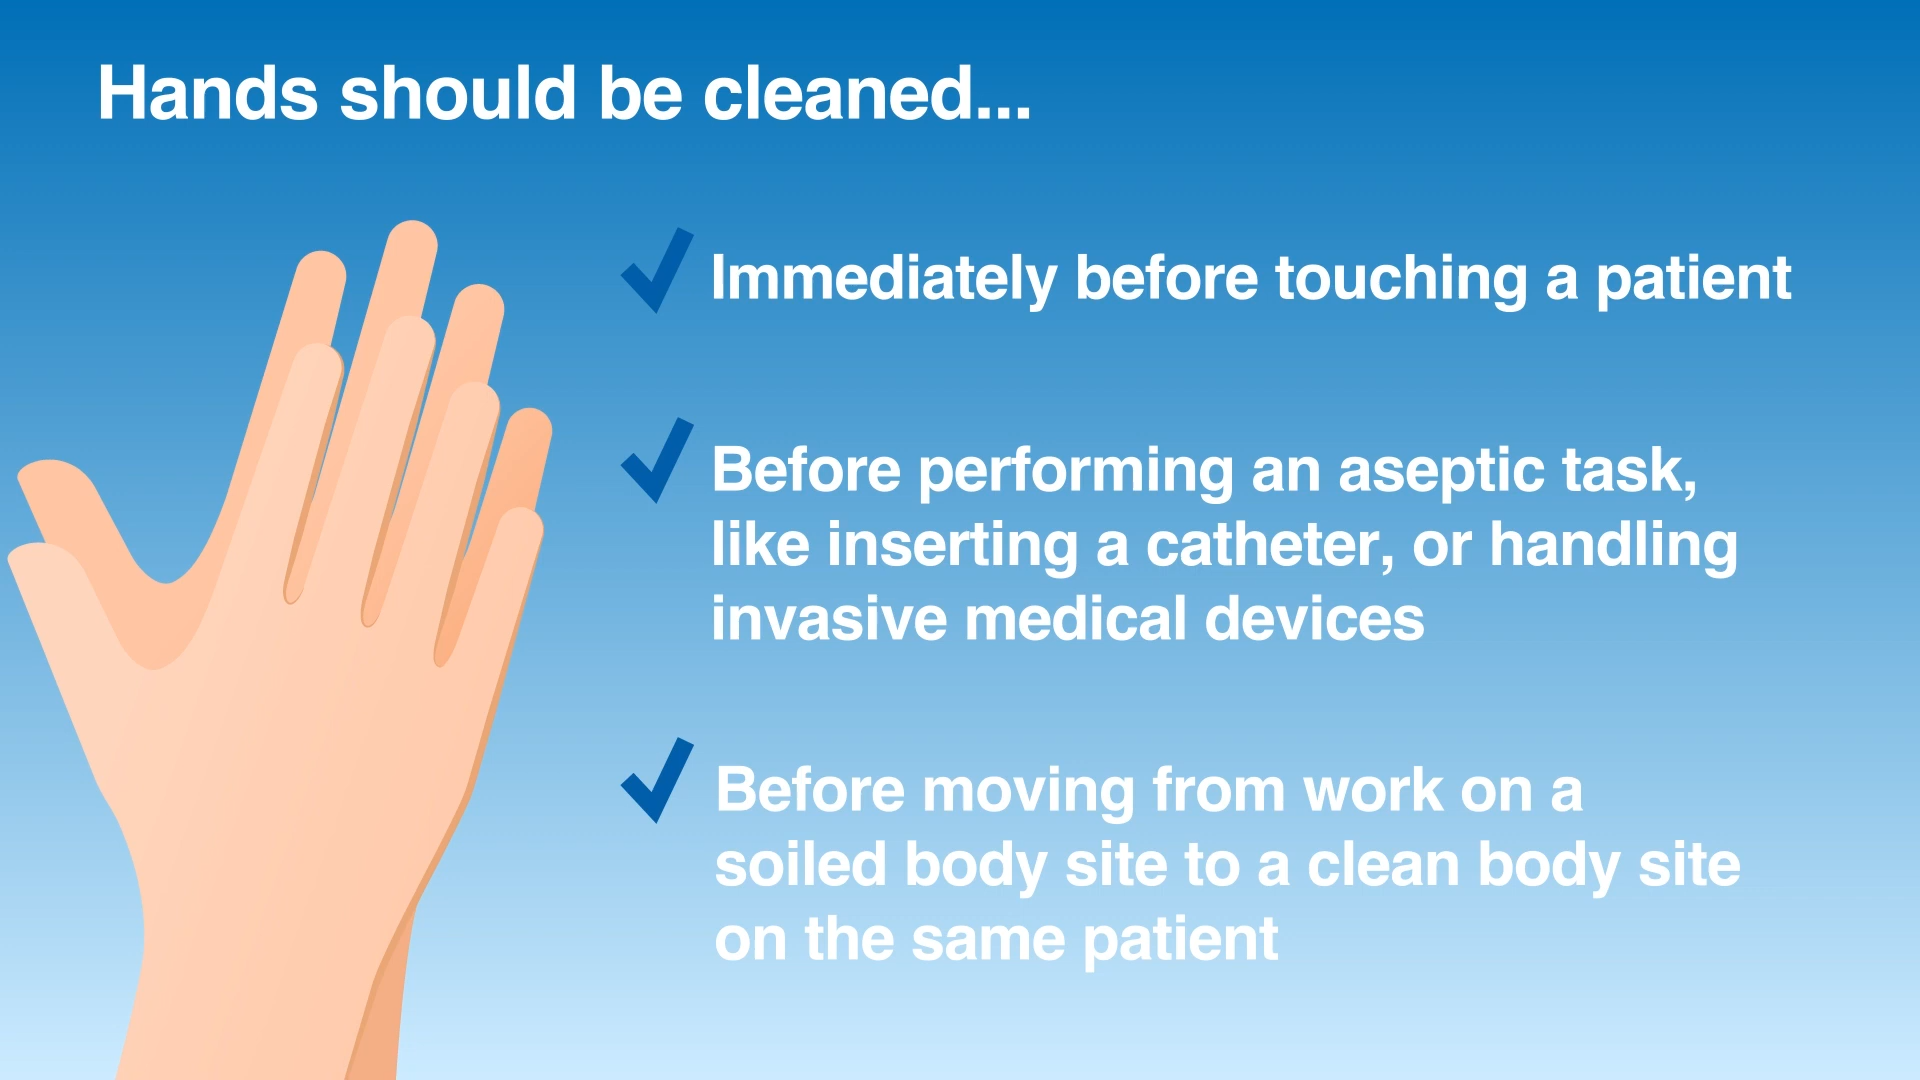 Hands should be cleaned...
Immediately before touching a patient
Before performing an aseptic task,
like inserting a catheter, or handling
invasive medical devices
Before moving from work on a
soiled body site to a clean body site
on the same patient